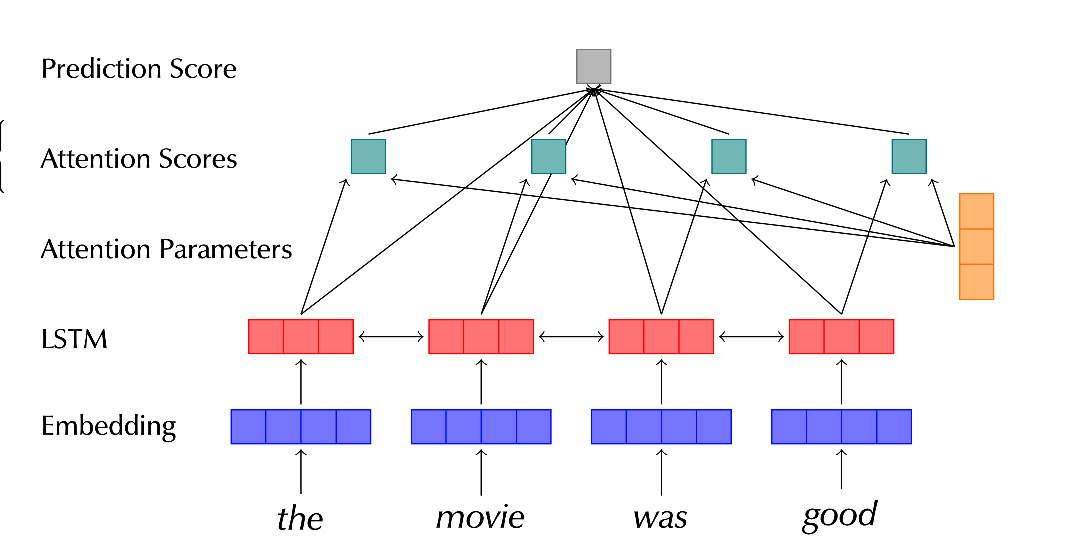 Prediction Score
Attention Scores
Attention Parameters
LSTM
Embedding
the movie was good